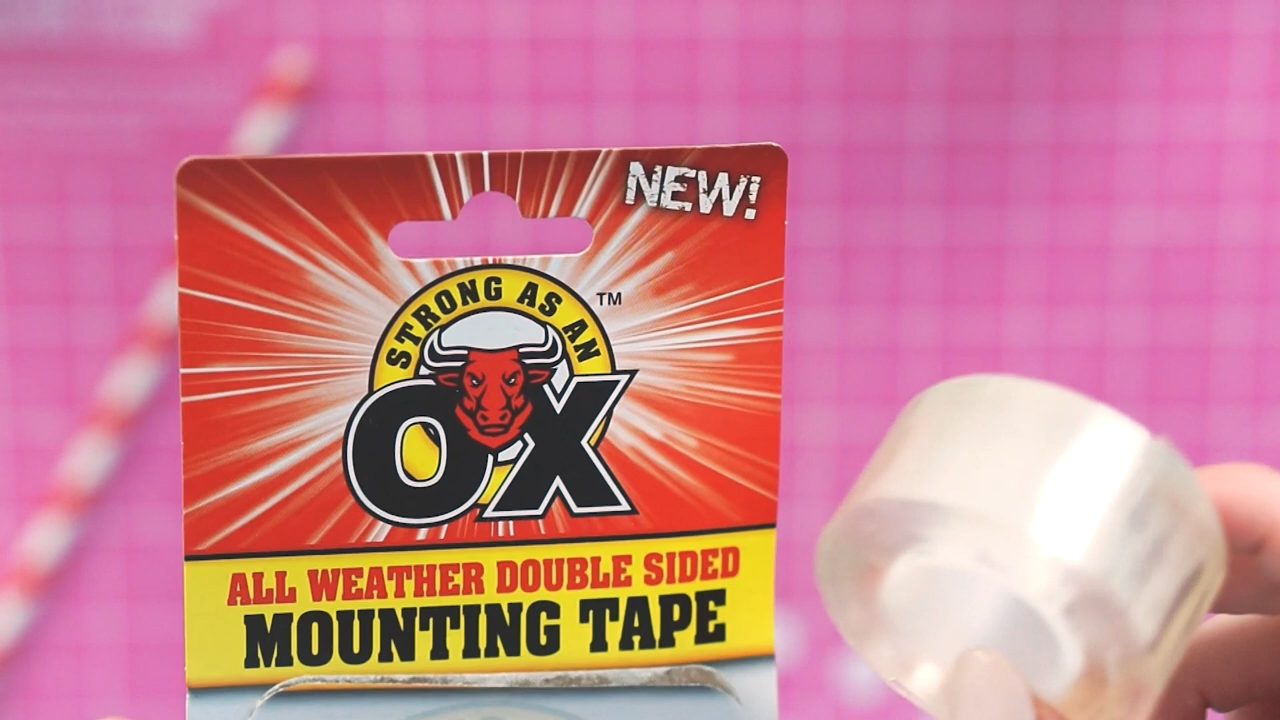 NEW!
STRONG AS AN
TM
OX
ALL WEATHER DOUBLE SIDED
MOUNTING TAPE